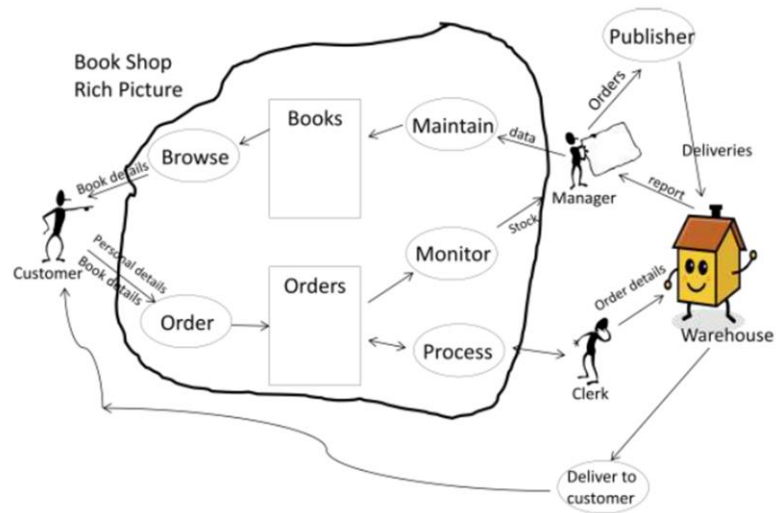 Book Shop
Rich Picture
Publisher
Orders
Books
Maintain
data
Browse
Deliveries
Book details
report
Manager
Customer
Personal details
Book details
Monitor
Stock
Orders
Order details
Order
Process
Warehouse
Clerk
Deliver to
customer